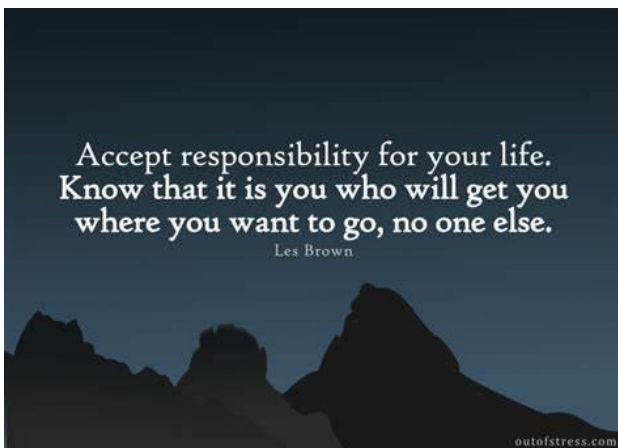 Accept responsibility for your life.
Know that it is you who will get you
where you want to go, no one else.
Les Brown
outofstress.com